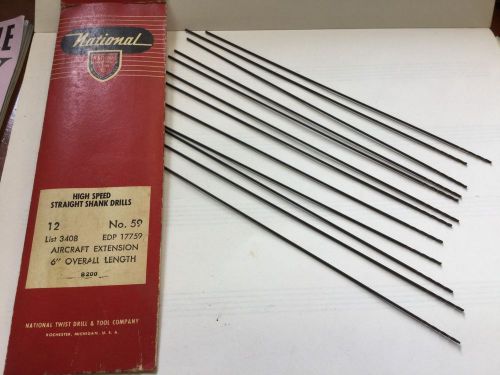 National
HIGH SPEED
STRAIGHT SHANK DRILLS
12 No. 59
List 3408 EDP 17759
AIRCRAFT EXTENSION
6" OVERALL LENGTH
8200
NATIONAL TWIST DRILL & TOOL COMPANY
ROCHESTER, MICHIGAN, U. S. A.